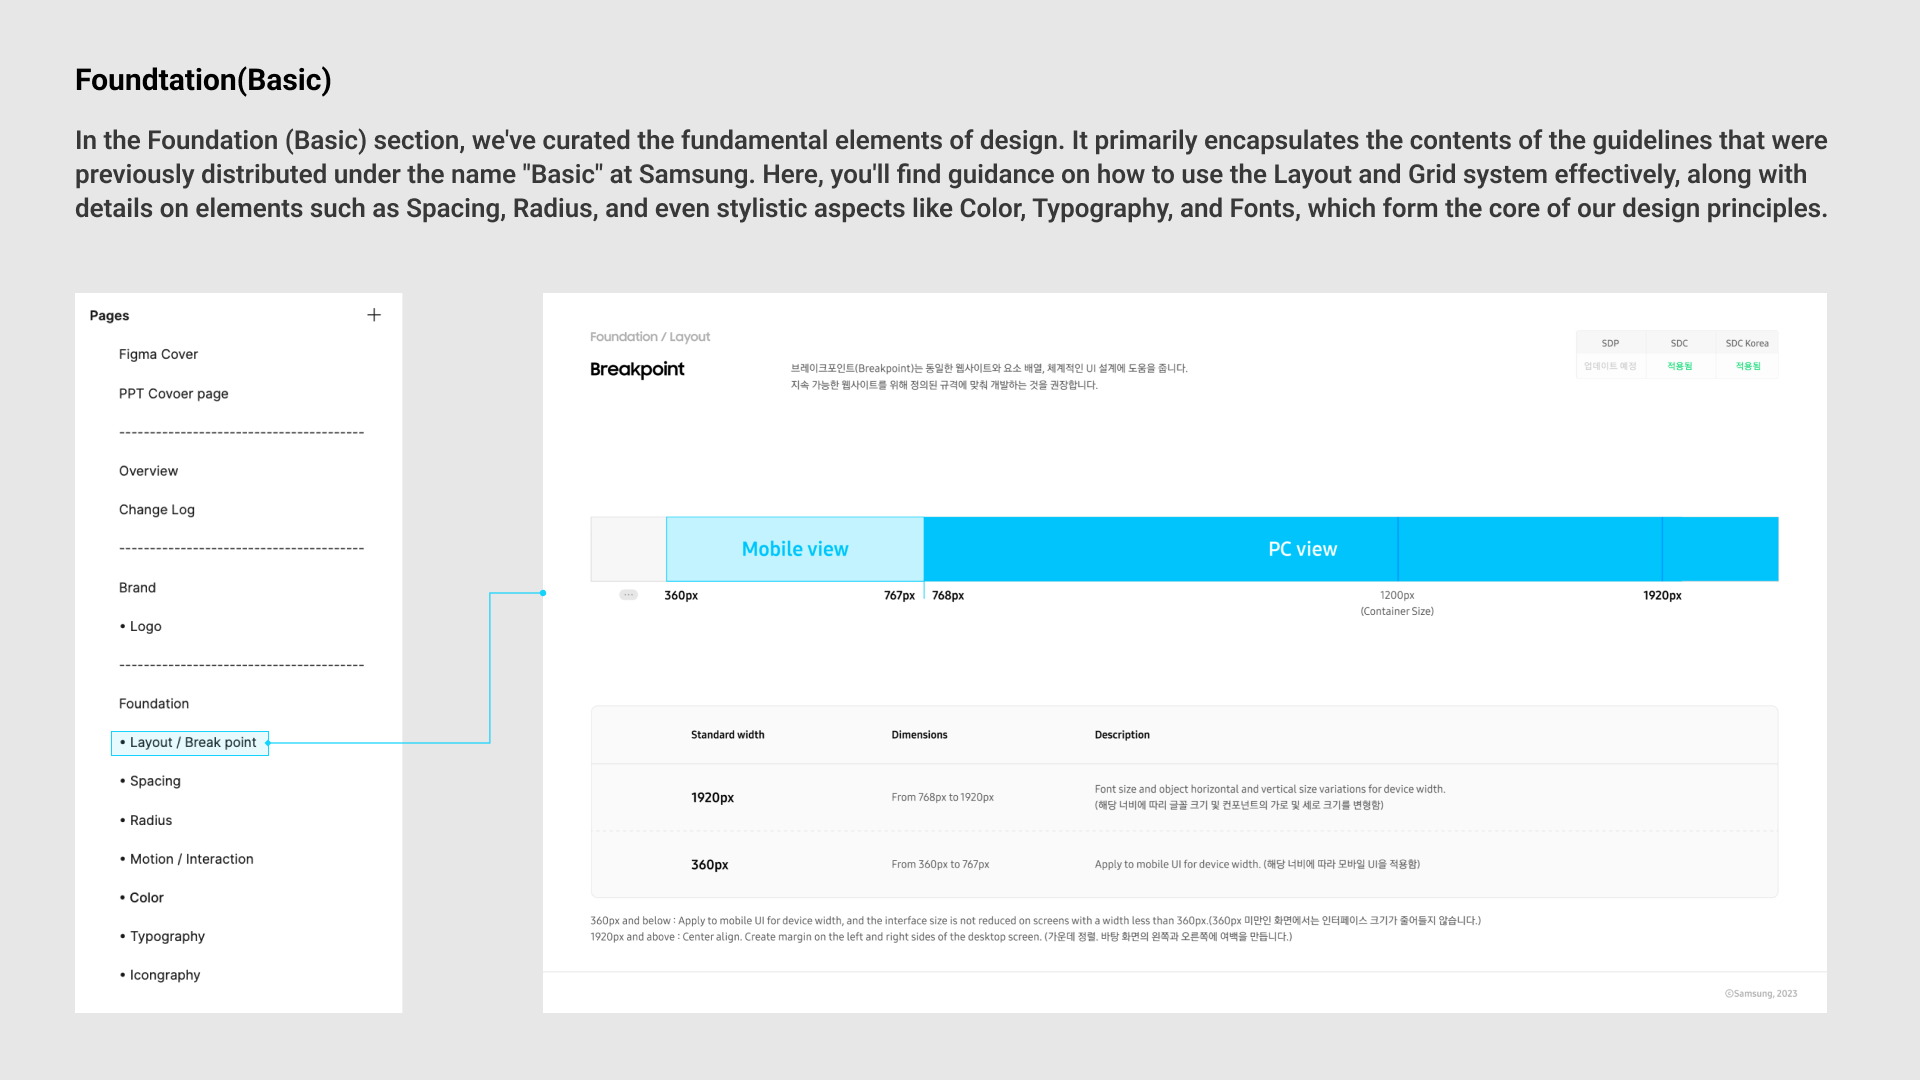 Foundtation(Basic)
In the Foundation (Basic) section, we've curated the fundamental elements of design. It primarily encapsulates the contents of the guidelines that were
previously distributed under the name "Basic" at Samsung. Here, you'll find guidance on how to use the Layout and Grid system effectively, along with
details on elements such as Spacing, Radius, and even stylistic aspects like Color, Typography, and Fonts, which form the core of our design principles.
Pages
Figma Cover
PPT Covoer page
----------------------------------------
Overview
Change Log
----------------------------------------
Brand
• Logo
----------------------------------------
Foundation
• Layout / Break point
• Spacing
• Radius
• Motion / Interaction
• Color
• Typography
• Icongraphy
Foundation / Layout
Breakpoint
브레이크포인트(Breakpoint)는 동일한 웹사이트와 요소 배열, 체계적인 UI 설계에 도움을 줍니다.
지속 가능한 웹사이트를 위해 정의된 규격에 맞춰 개발하는 것을 권장합니다.
SDP SDC SDC Korea
업데이트 예정 적용됨 적용됨
Mobile view PC view
360px 767px 768px 1200px 1920px
(Container Size)
Standard width Dimensions Description
1920px From 768px to 1920px Font size and object horizontal and vertical size variations for device width.
(해당 너비에 따리 글꼴 크기 및 컨포넌트의 가로 및 세로 크기를 변형함)
360px From 360px to 767px Apply to mobile UI for device width. (해당 너비에 따라 모바일 UI을 적용함)
360px and below : Apply to mobile UI for device width, and the interface size is not reduced on screens with a width less than 360px.(360px 미만인 화면에서는 인터페이스 크기가 줄어들지 않습니다.)
1920px and above : Center align. Create margin on the left and right sides of the desktop screen. (가운데 정렬. 바탕 화면의 왼쪽과 오른쪽에 여백을 만듭니다.)
©Samsung, 2023